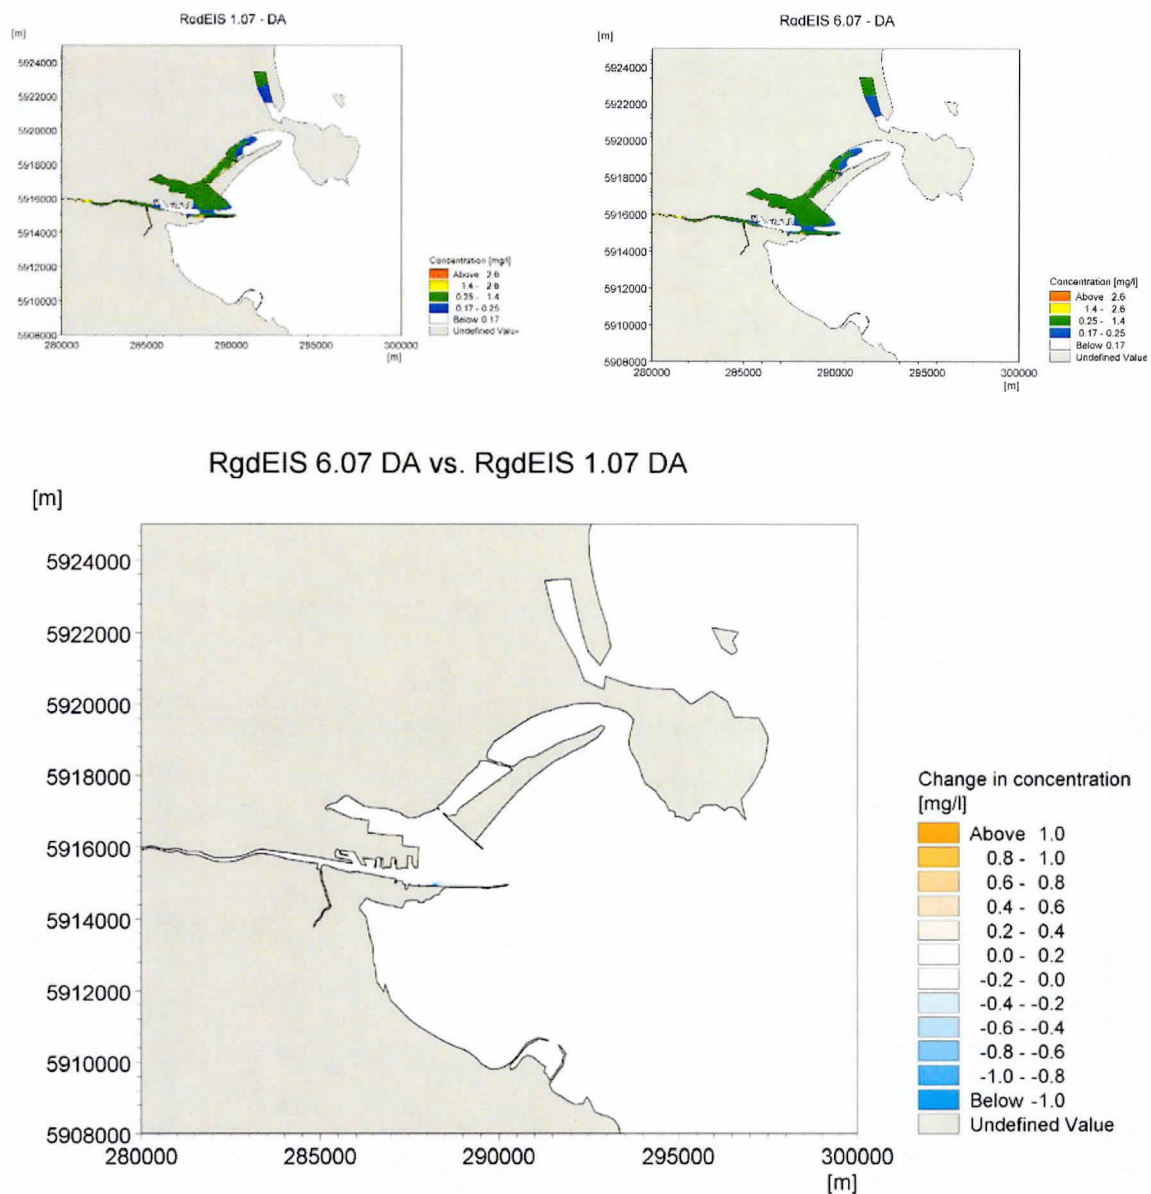 RgdEIS 1.07 - DA
[m]
5924000
5922000
5920000
5918000
5916000
5914000
5912000
5910000
5908000
280000 285000 290000 295000 300000
[m]
Concentration [mg/l]
Above 2.6
1.4 - 2.6
0.25 - 1.4
0.17 - 0.25
Below 0.17
Undefined Value
RgdEIS 6.07 - DA
[m]
5924000
5922000
5920000
5918000
5916000
5914000
5912000
5910000
5908000
280000 285000 290000 295000 300000
[m]
Concentration [mg/l]
Above 2.6
1.4 - 2.6
0.25 - 1.4
0.17 - 0.25
Below 0.17
Undefined Value
RgdEIS 6.07 DA vs. RgdEIS 1.07 DA
[m]
5924000
5922000
5920000
5918000
5916000
5914000
5912000
5910000
5908000
280000 285000 290000 295000 300000
[m]
Change in concentration
[mg/l]
Above 1.0
0.8 - 1.0
0.6 - 0.8
0.4 - 0.6
0.2 - 0.4
0.0 - 0.2
-0.2 - 0.0
-0.4 - -0.2
-0.6 - -0.4
-0.8 - -0.6
-1.0 - -0.8
Below -1.0
Undefined Value